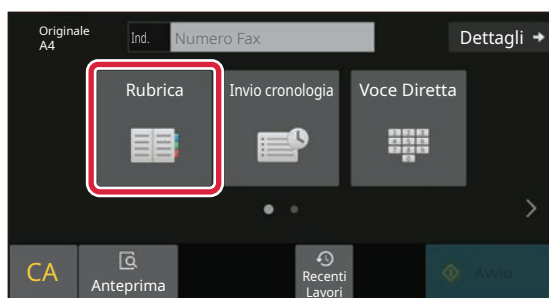 Originale
A4
Ind.
Numero Fax
Dettagli
Rubrica
Invio cronologia
Voce Diretta
CA
Anteprima
Recenti
Lavori
Avvio